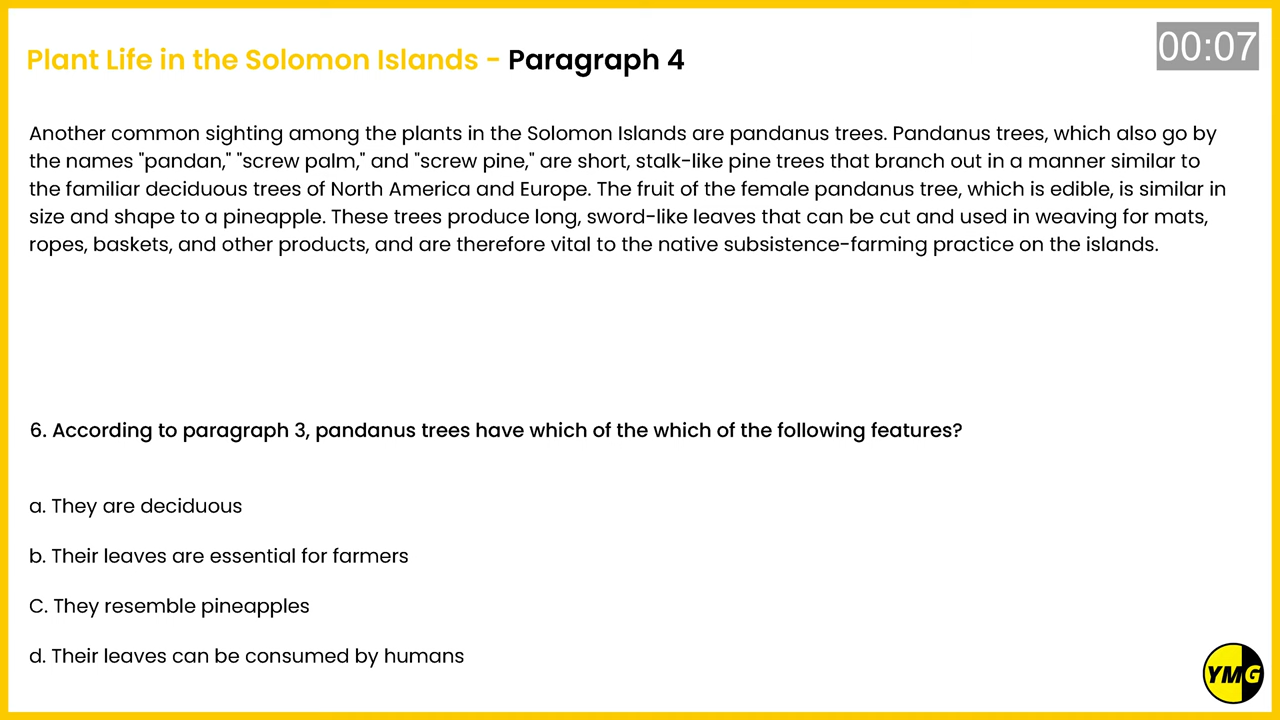 Plant Life in the Solomon Islands - Paragraph 4
00:07
Another common sighting among the plants in the Solomon Islands are pandanus trees. Pandanus trees, which also go by
the names "pandan," "screw palm," and "screw pine," are short, stalk-like pine trees that branch out in a manner similar to
the familiar deciduous trees of North America and Europe. The fruit of the female pandanus tree, which is edible, is similar in
size and shape to a pineapple. These trees produce long, sword-like leaves that can be cut and used in weaving for mats,
ropes, baskets, and other products, and are therefore vital to the native subsistence-farming practice on the islands.
6. According to paragraph 3, pandanus trees have which of the which of the following features?
a. They are deciduous
b. Their leaves are essential for farmers
C. They resemble pineapples
d. Their leaves can be consumed by humans
YMG